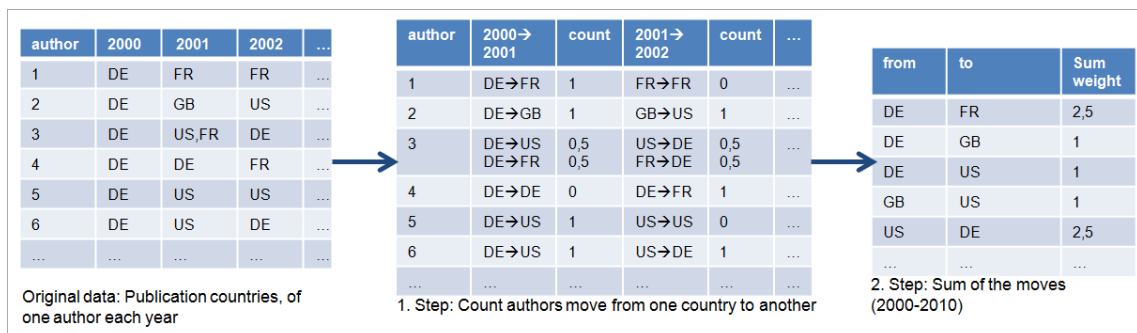 author 2000 2001 2002 ...
1 DE FR FR ...
2 DE GB US ...
3 DE US,FR DE ...
4 DE DE FR ...
5 DE US US ...
6 DE US DE ...
... ... ... ... ...
Original data: Publication countries, of
one author each year
author 2000→ count 2001→ count ...
2001 2002
1 DE→FR 1 FR→FR 0 ...
2 DE→GB 1 GB→US 1 ...
3 DE→US 0,5 US→DE 0,5 ...
DE→FR 0,5 FR→DE 0,5
4 DE→DE 0 DE→FR 1 ...
5 DE→US 1 US→US 0 ...
6 DE→US 1 US→DE 1 ...
... ... ... ... ... ...
1. Step: Count authors move from one country to another
from to Sum
weight
DE FR 2,5
DE GB 1
DE US 1
GB US 1
US DE 2,5
... ... ...
2. Step: Sum of the moves
(2000-2010)